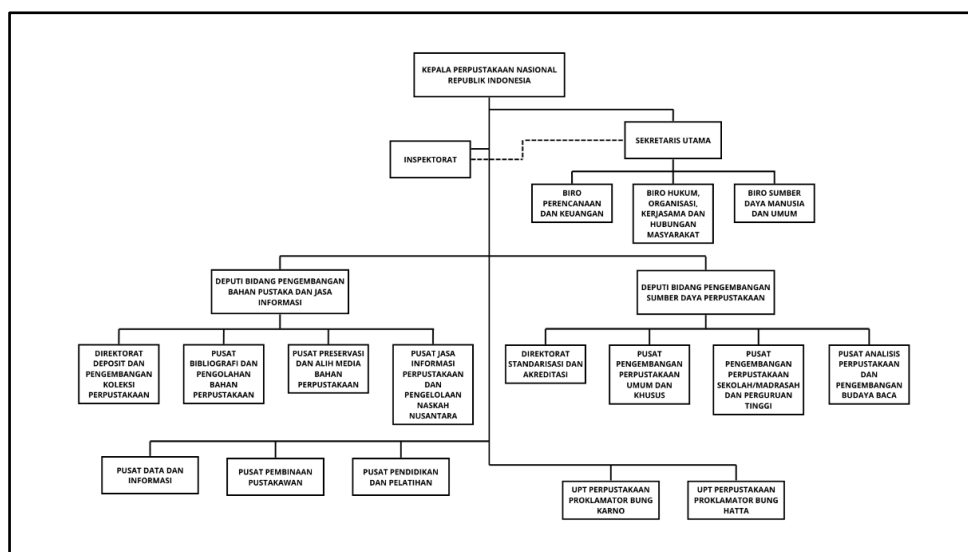 KEPALA PERPUSTAKAAN NASIONAL
REPUBLIK INDONESIA
SEKRETARIS UTAMA
INSPEKTORAT
BIRO
PERENCANAAN
DAN KEUANGAN
BIRO HUKUM,
ORGANISASI,
KERJASAMA DAN
HUBUNGAN
MASYARAKAT
BIRO SUMBER
DAYA MANUSIA
DAN UMUM
DEPUTI BIDANG PENGEMBANGAN
BAHAN PUSTAKA DAN JASA
INFORMASI
DEPUTI BIDANG PENGEMBANGAN
SUMBER DAYA PERPUSTAKAAN
DIREKTORAT
DEPOSIT DAN
PENGEMBANGAN
KOLEKSI
PERPUSTAKAAN
PUSAT
BIBLIOGRAFI DAN
PENGOLAHAN
BAHAN
PERPUSTAKAAN
PUSAT PRESERVASI
DAN ALIH MEDIA
BAHAN
PERPUSTAKAAN
PUSAT JASA
INFORMASI
PERPUSTAKAAN
DAN
PENGELOLAAN
NASKAH
NUSANTARA
DIREKTORAT
STANDARISASI DAN
AKREDITASI
PUSAT
PENGEMBANGAN
PERPUSTAKAAN
UMUM DAN
KHUSUS
PUSAT
PENGEMBANGAN
PERPUSTAKAAN
SEKOLAH/MADRASAH
DAN PERGURUAN
TINGGI
PUSAT ANALISIS
PERPUSTAKAAN
DAN
PENGEMBANGAN
BUDAYA BACA
PUSAT DATA DAN
INFORMASI
PUSAT PEMBINAAN
PUSTAKAWAN
PUSAT PENDIDIKAN
DAN PELATIHAN
UPT PERPUSTAKAAN
PROKLAMATOR BUNG
KARNO
UPT PERPUSTAKAAN
PROKLAMATOR BUNG
HATTA